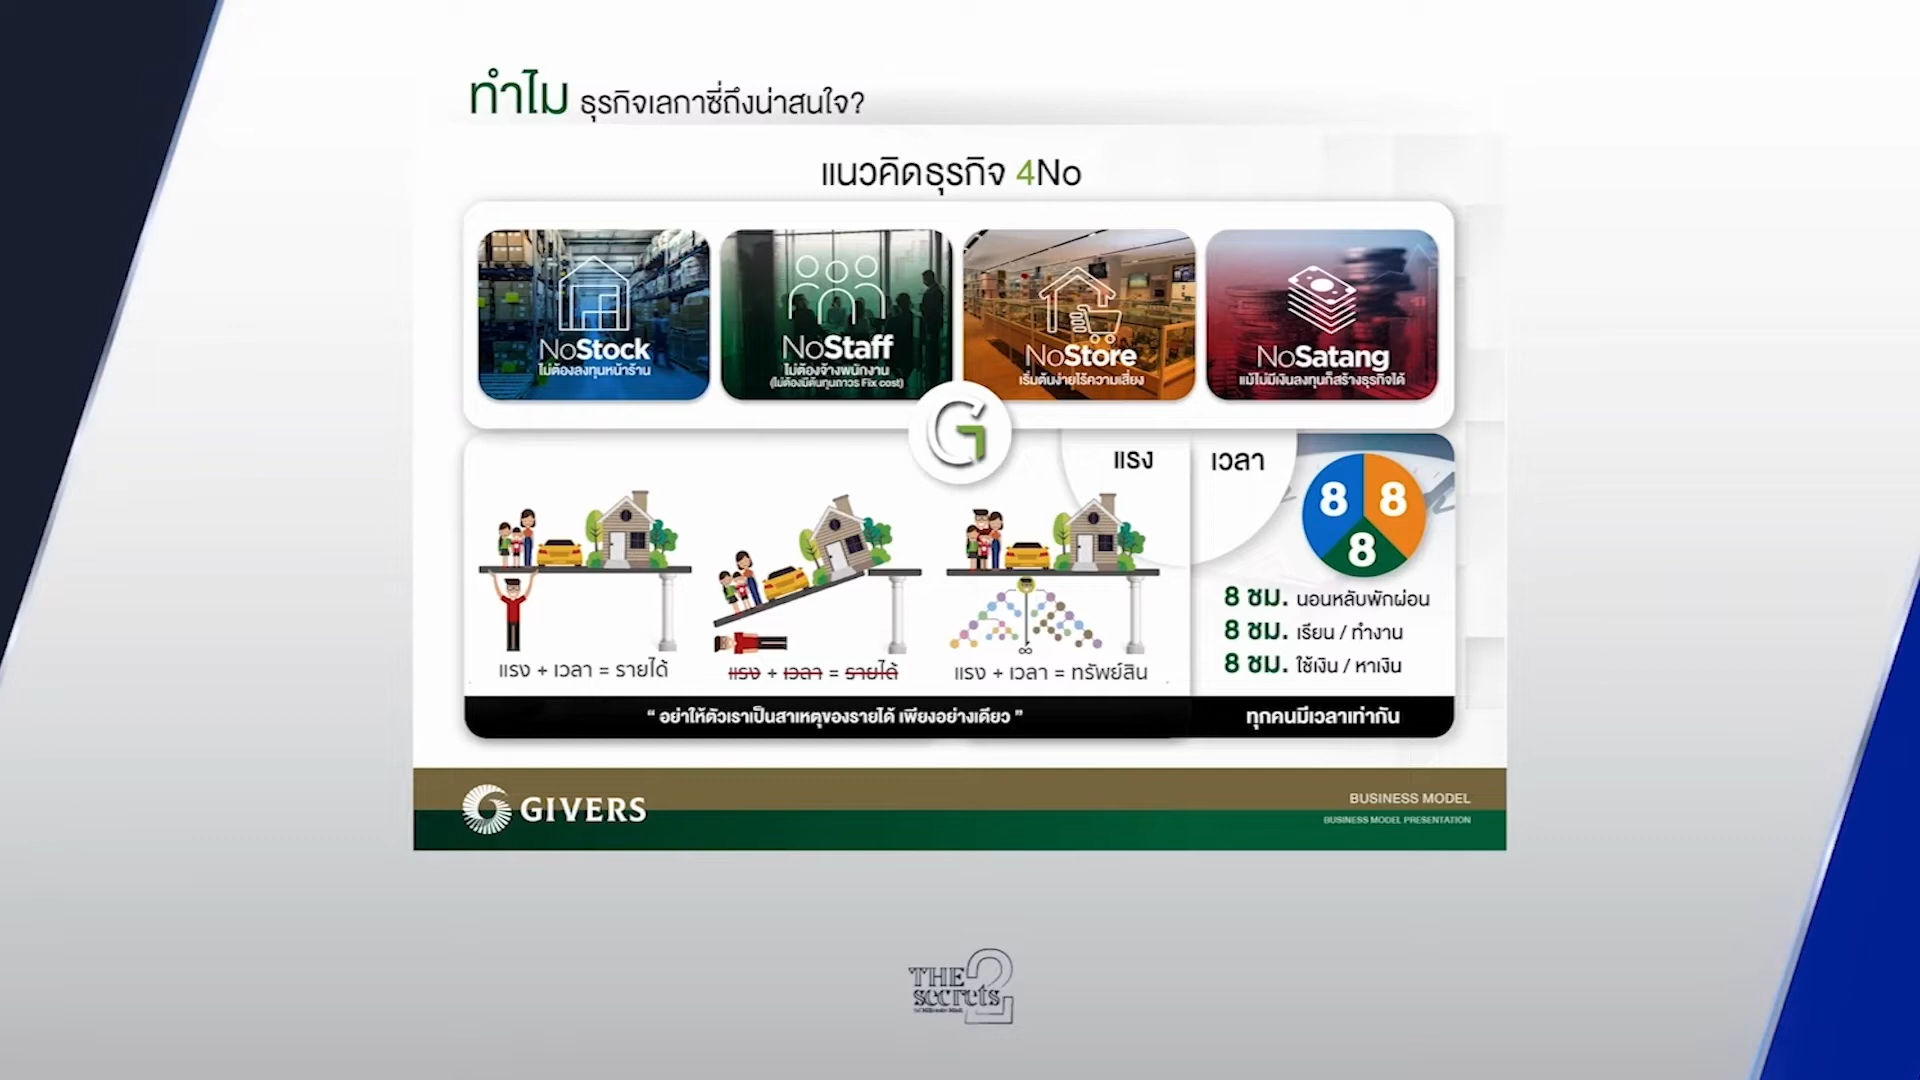 ทำไม ธุรกิจเลกาซี่ถึงน่าสนใจ?
แนวคิดธุรกิจ 4No
NoStock
ไม่ต้องลงทุนหน้าร้าน
NoStaff
ไม่ต้องจ้างพนักงาน
(ไม่ต้องมีต้นทุนถาวร Fix cost)
NoStore
เริ่มต้นง่ายไร้ความเสี่ยง
NoSatang
แม้ไม่มีเงินลงทุนก็สร้างธุรกิจได้
G
แรง
เวลา
8 8
8
แรง + เวลา = รายได้
แรง + เวลา = รายได้
∞
แรง + เวลา = ทรัพย์สิน
8 ชม. นอนหลับพักผ่อน
8 ชม. เรียน / ทำงาน
8 ชม. ใช้เงิน / หาเงิน
“ อย่าให้ตัวเราเป็นสาเหตุของรายได้ เพียงอย่างเดียว ”
ทุกคนมีเวลาเท่ากัน
GIVERS
BUSINESS MODEL
BUSINESS MODEL PRESENTATION
THE 2
secrets